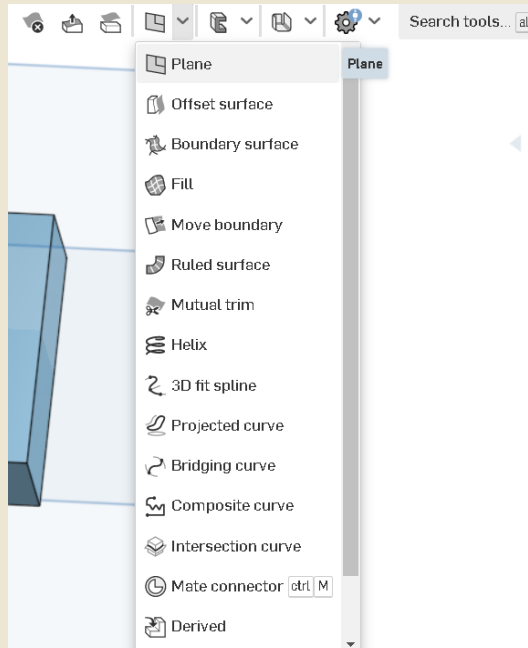 Search tools...
Plane
Plane
Offset surface
Boundary surface
Fill
Move boundary
Ruled surface
Mutual trim
Helix
3D fit spline
Projected curve
Bridging curve
Composite curve
Intersection curve
Mate connector ctrl M
Derived